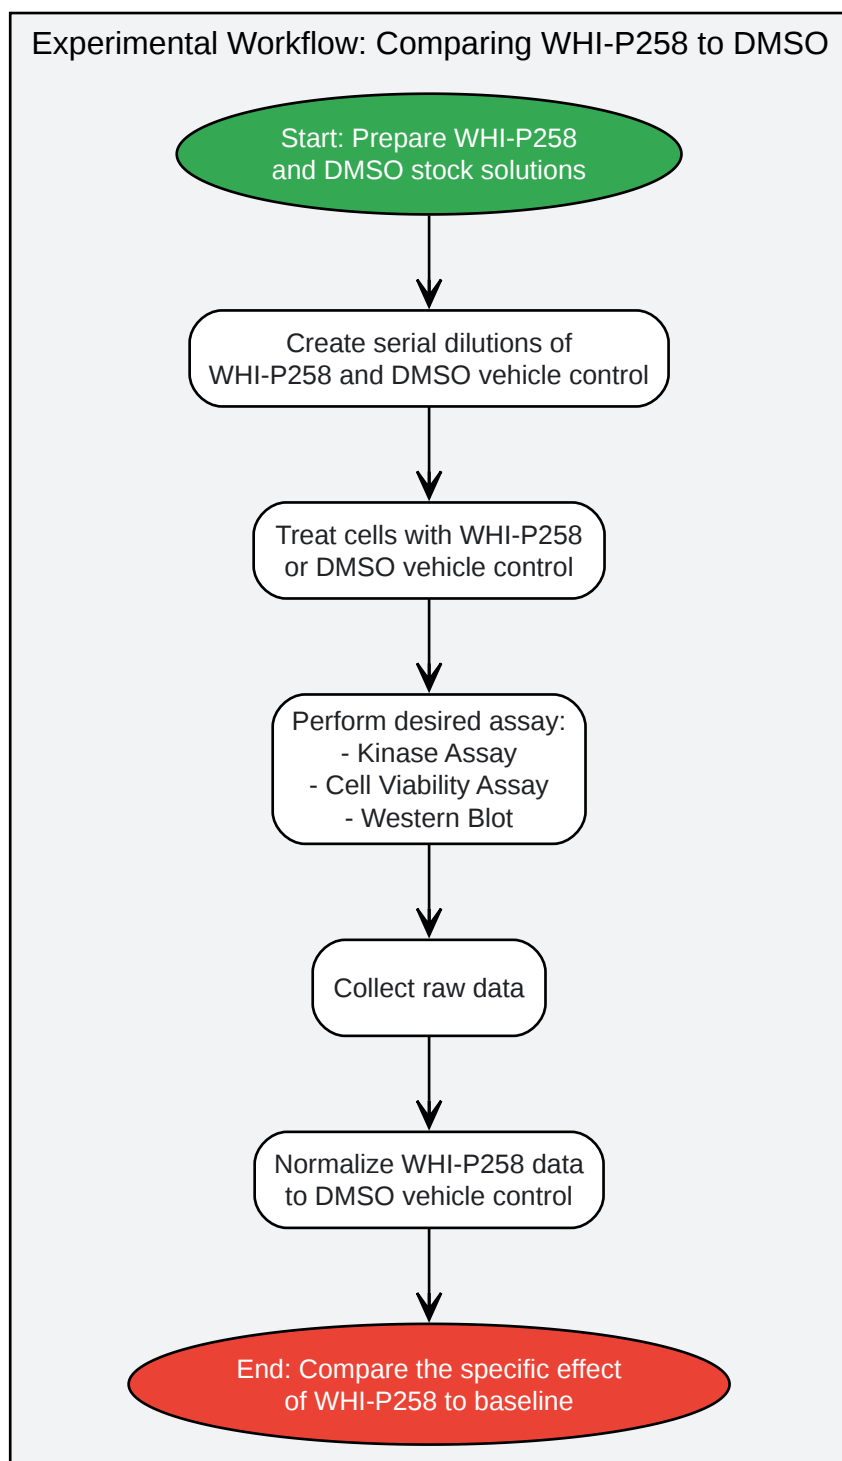 Experimental Workflow: Comparing WHI-P258 to DMSO
Start: Prepare WHI-P258
and DMSO stock solutions
Create serial dilutions of
WHI-P258 and DMSO vehicle control
Treat cells with WHI-P258
or DMSO vehicle control
Perform desired assay:
- Kinase Assay
- Cell Viability Assay
- Western Blot
Collect raw data
Normalize WHI-P258 data
to DMSO vehicle control
End: Compare the specific effect
of WHI-P258 to baseline